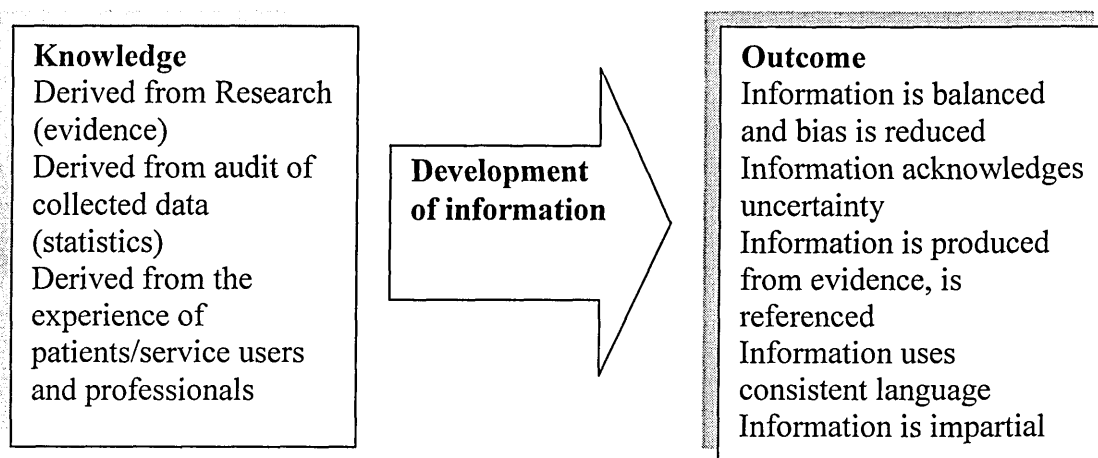 Knowledge
Derived from Research
(evidence)
Derived from audit of
collected data
(statistics)
Derived from the
experience of
patients/service users
and professionals
Development
of information
Outcome
Information is balanced
and bias is reduced
Information acknowledges
uncertainty
Information is produced
from evidence, is
referenced
Information uses
consistent language
Information is impartial